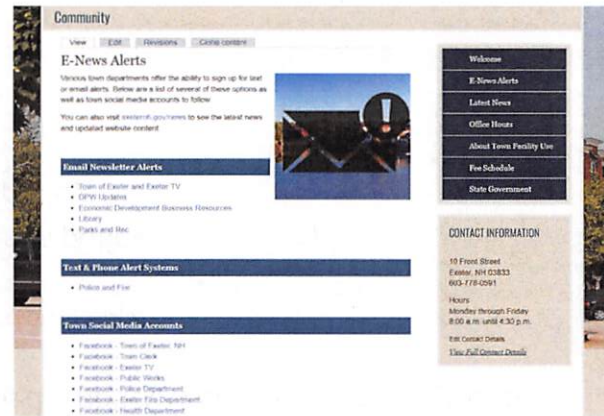 Community
View
Edit
Revisions
Clone content
E-News Alerts
Various town departments offer the ability to sign up for text
or email alerts. Below are a list of several of these options as
well as town social media accounts to follow
You can also visit exeternh.gov/news to see the latest news
and updated website content
Email Newsletter Alerts
Town of Exeter and Exeter TV
DPW Updates
Economic Development Business Resources
Library
Parks and Rec
Text & Phone Alert Systems
Police and Fire
Town Social Media Accounts
Facebook - Town of Exeter, NH
Facebook - Town Clerk
Facebook - Exeter TV
Facebook - Public Works
Facebook - Police Department
Facebook - Exeter Fire Department
Facebook - Health Department
Welcome
E-News Alerts
Latest News
Office Hours
About Town Facility Use
Fee Schedule
State Government
CONTACT INFORMATION
10 Front Street
Exeter, NH 03833
603-778-0591
Hours
Monday through Friday
8:00 a.m. until 4:30 p.m.
Edit Contact Details
View Full Contact Details